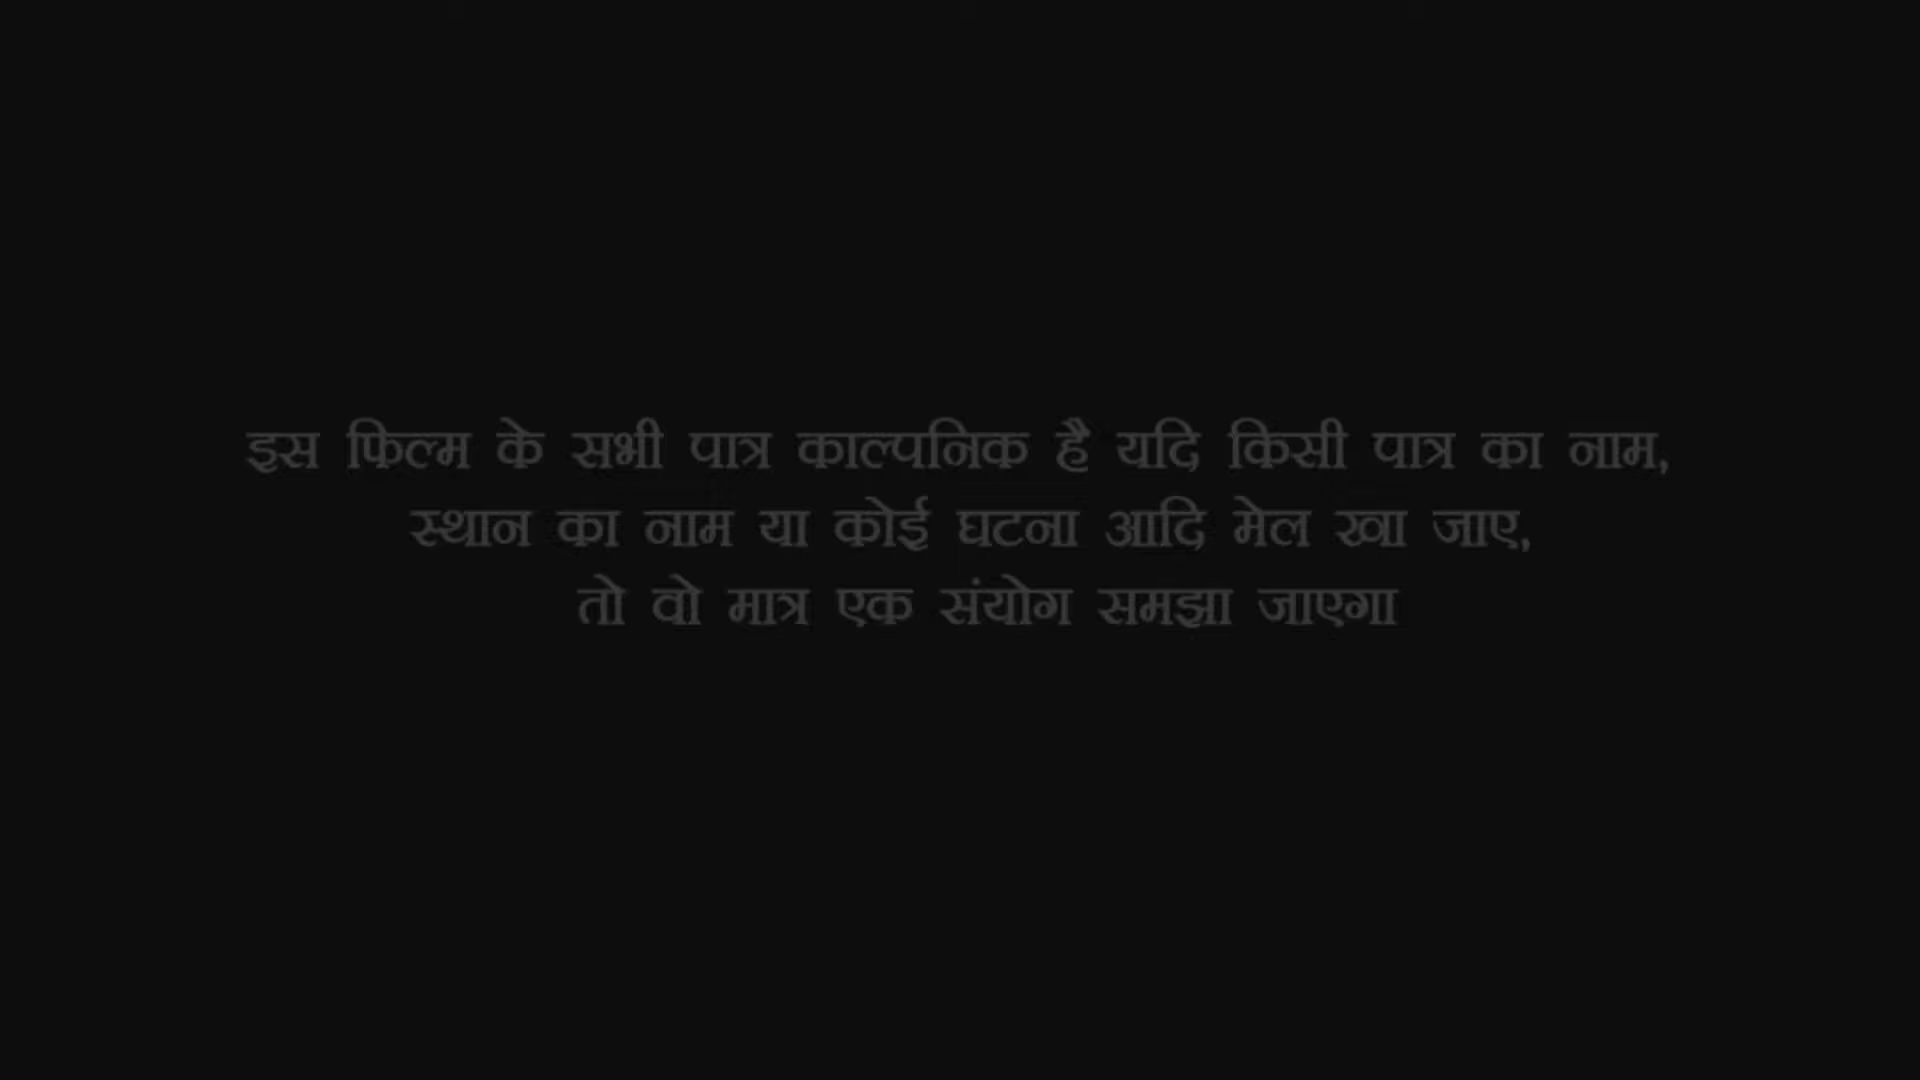 इस फिल्म के सभी पात्र काल्पनिक है यदि किसी पात्र का नाम,
स्थान का नाम या कोई घटना आदि मेल खा जाए,
तो वो मात्र एक संयोग समझा जाएगा